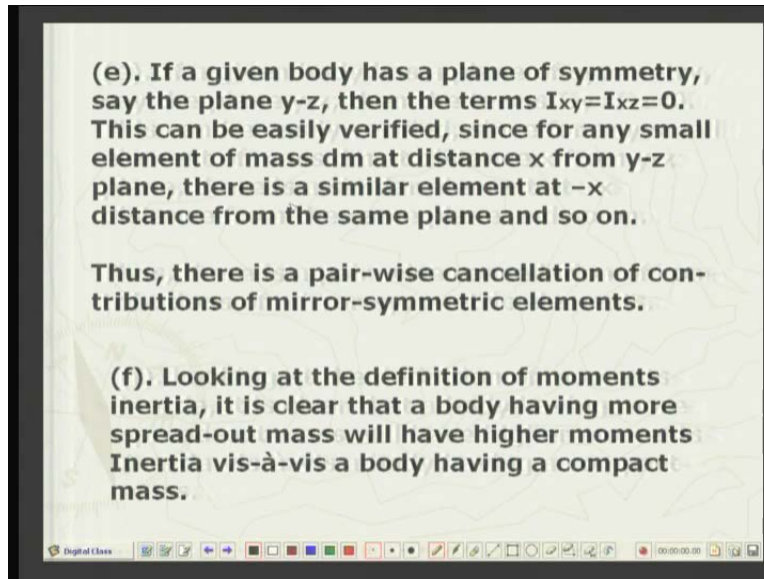 (e). If a given body has a plane of symmetry,
say the plane y-z, then the terms Ixy=Ixz=0.
This can be easily verified, since for any small
element of mass dm at distance x from y-z
plane, there is a similar element at −x
distance from the same plane and so on.
Thus, there is a pair-wise cancellation of con-
tributions of mirror-symmetric elements.
(f). Looking at the definition of moments
inertia, it is clear that a body having more
spread-out mass will have higher moments
Inertia vis-à-vis a body having a compact
mass.
Digital Class
00:00:00.00